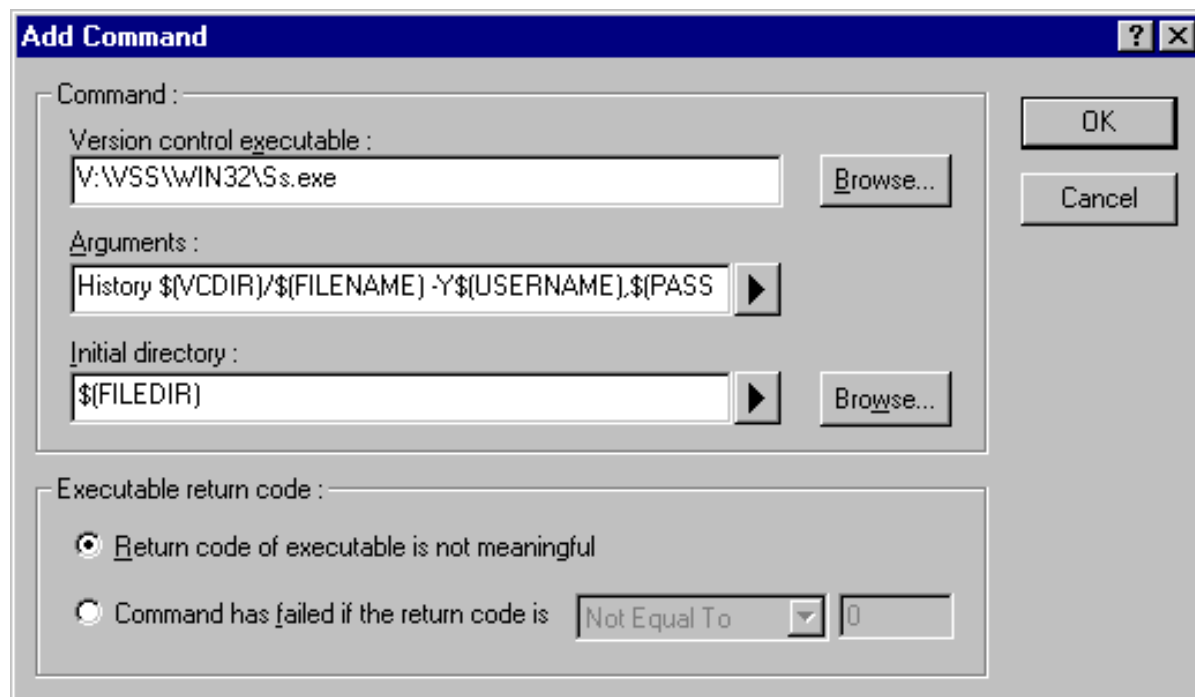 Add Command
Command :
Version control executable :
V:\VSS\WIN32\Ss.exe
Browse...
Arguments :
History $(VCDIR)/$(FILENAME) -Y$(USERNAME),$(PASS
Initial directory :
$(FILEDIR)
Browse...
OK
Cancel
Executable return code :
Return code of executable is not meaningful
Command has failed if the return code is
Not Equal To
0